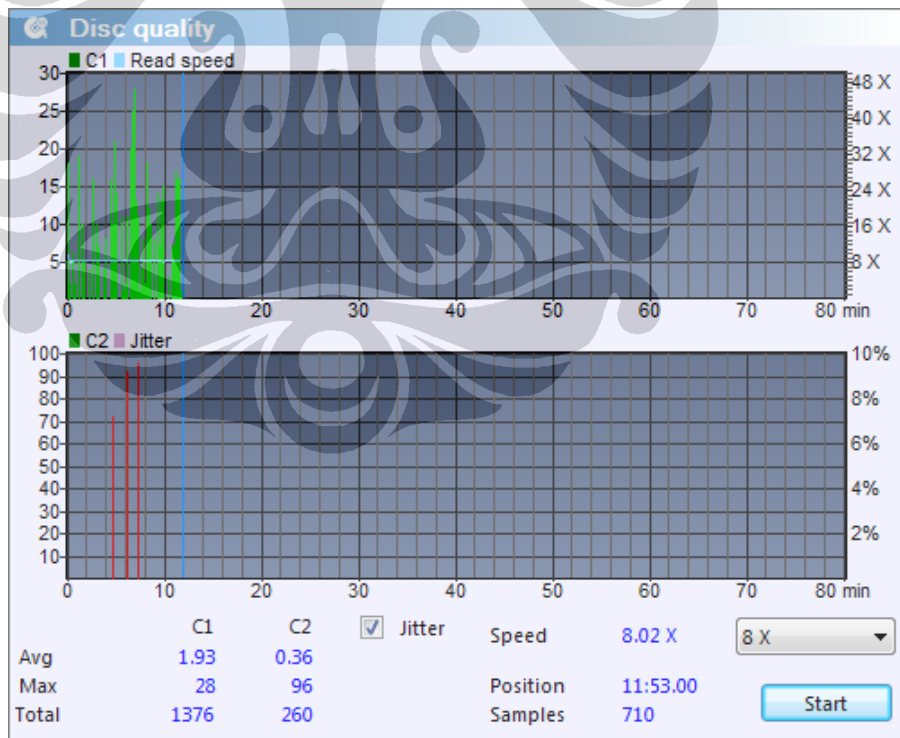 Disc quality
C1 Read speed
30 48 X
25 40 X
20 32 X
15 24 X
10 16 X
5 8 X
0 10 20 30 40 50 60 70 80 min
C2 Jitter
100 10%
90
80 8%
70
60 6%
50
40 4%
30
20 2%
10
0 10 20 30 40 50 60 70 80 min
C1 C2 Jitter Speed 8.02 X 8 X
Avg 1.93 0.36
Max 28 96 Position 11:53.00 Start
Total 1376 260 Samples 710